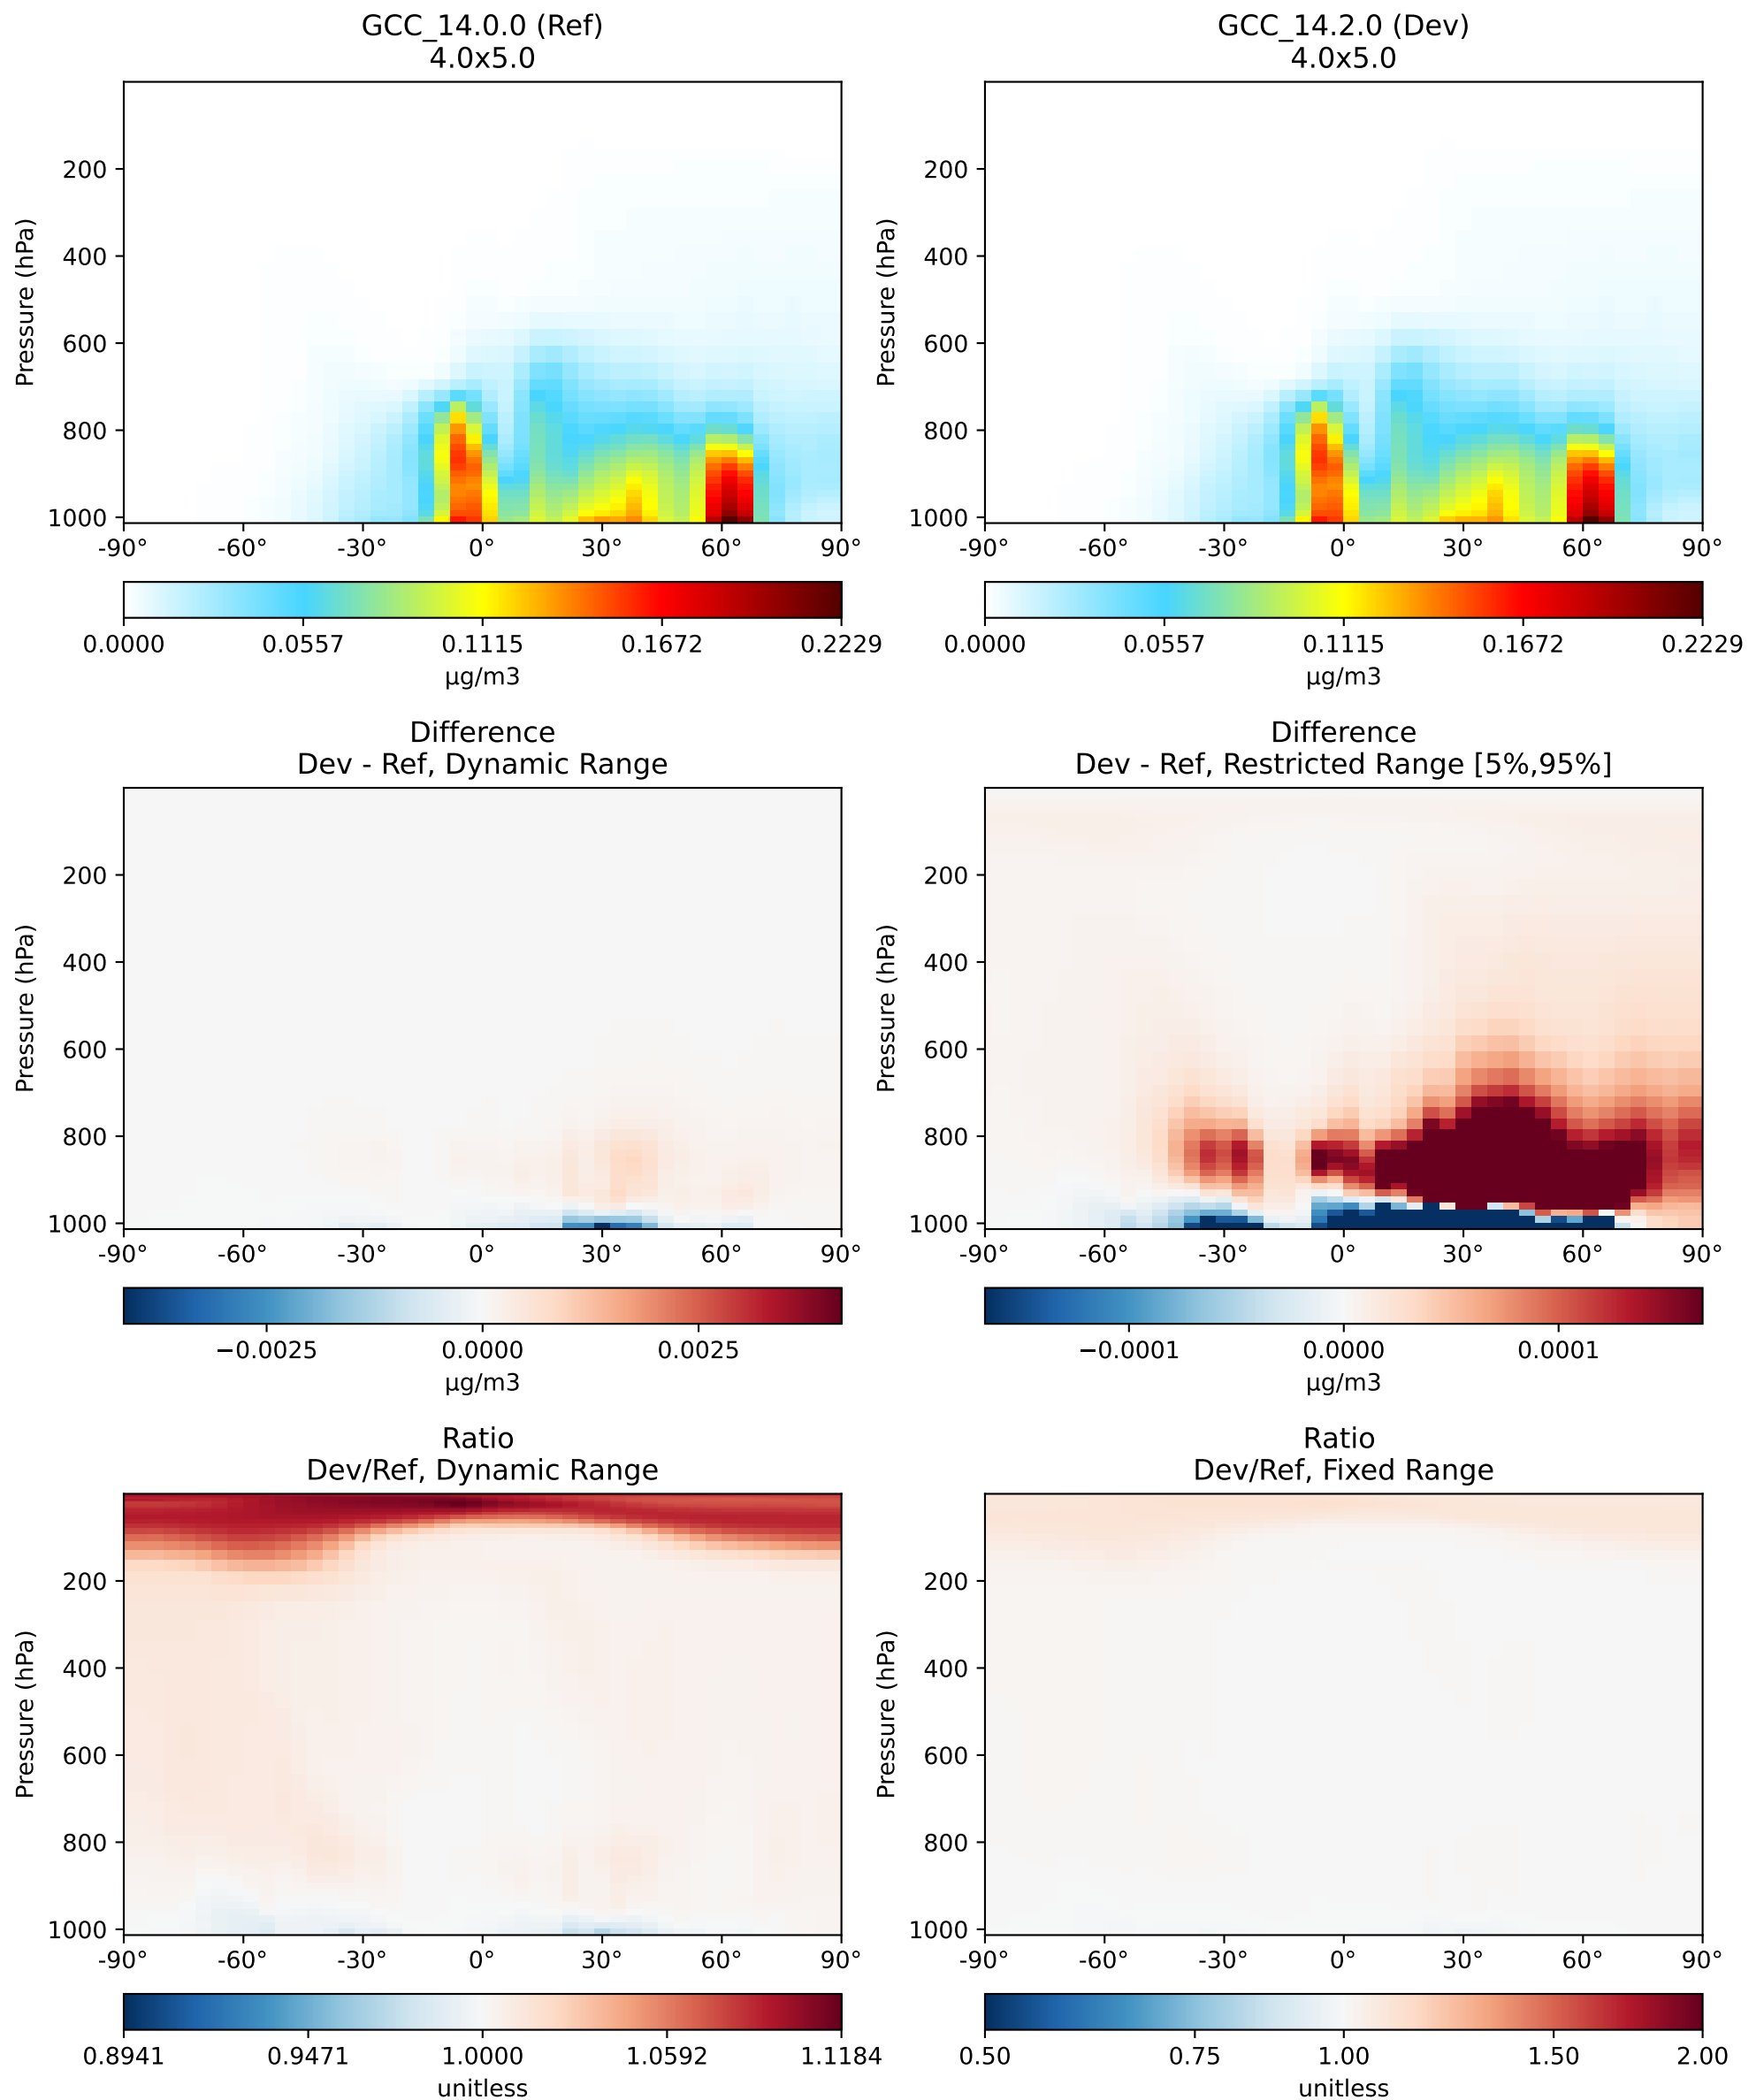 GCC_14.0.0 (Ref)
4.0x5.0
Pressure (hPa)
200
400
600
800
1000
-90° -60° -30° 0° 30° 60° 90°
0.0000 0.0557 0.1115 0.1672 0.2229
μg/m3
GCC_14.2.0 (Dev)
4.0x5.0
Pressure (hPa)
200
400
600
800
1000
-90° -60° -30° 0° 30° 60° 90°
0.0000 0.0557 0.1115 0.1672 0.2229
μg/m3
Difference
Dev - Ref, Dynamic Range
Pressure (hPa)
200
400
600
800
1000
-90° -60° -30° 0° 30° 60° 90°
−0.0025 0.0000 0.0025
μg/m3
Difference
Dev - Ref, Restricted Range [5%,95%]
Pressure (hPa)
200
400
600
800
1000
-90° -60° -30° 0° 30° 60° 90°
−0.0001 0.0000 0.0001
μg/m3
Ratio
Dev/Ref, Dynamic Range
Pressure (hPa)
200
400
600
800
1000
-90° -60° -30° 0° 30° 60° 90°
0.8941 0.9471 1.0000 1.0592 1.1184
unitless
Ratio
Dev/Ref, Fixed Range
Pressure (hPa)
200
400
600
800
1000
-90° -60° -30° 0° 30° 60° 90°
0.50 0.75 1.00 1.50 2.00
unitless